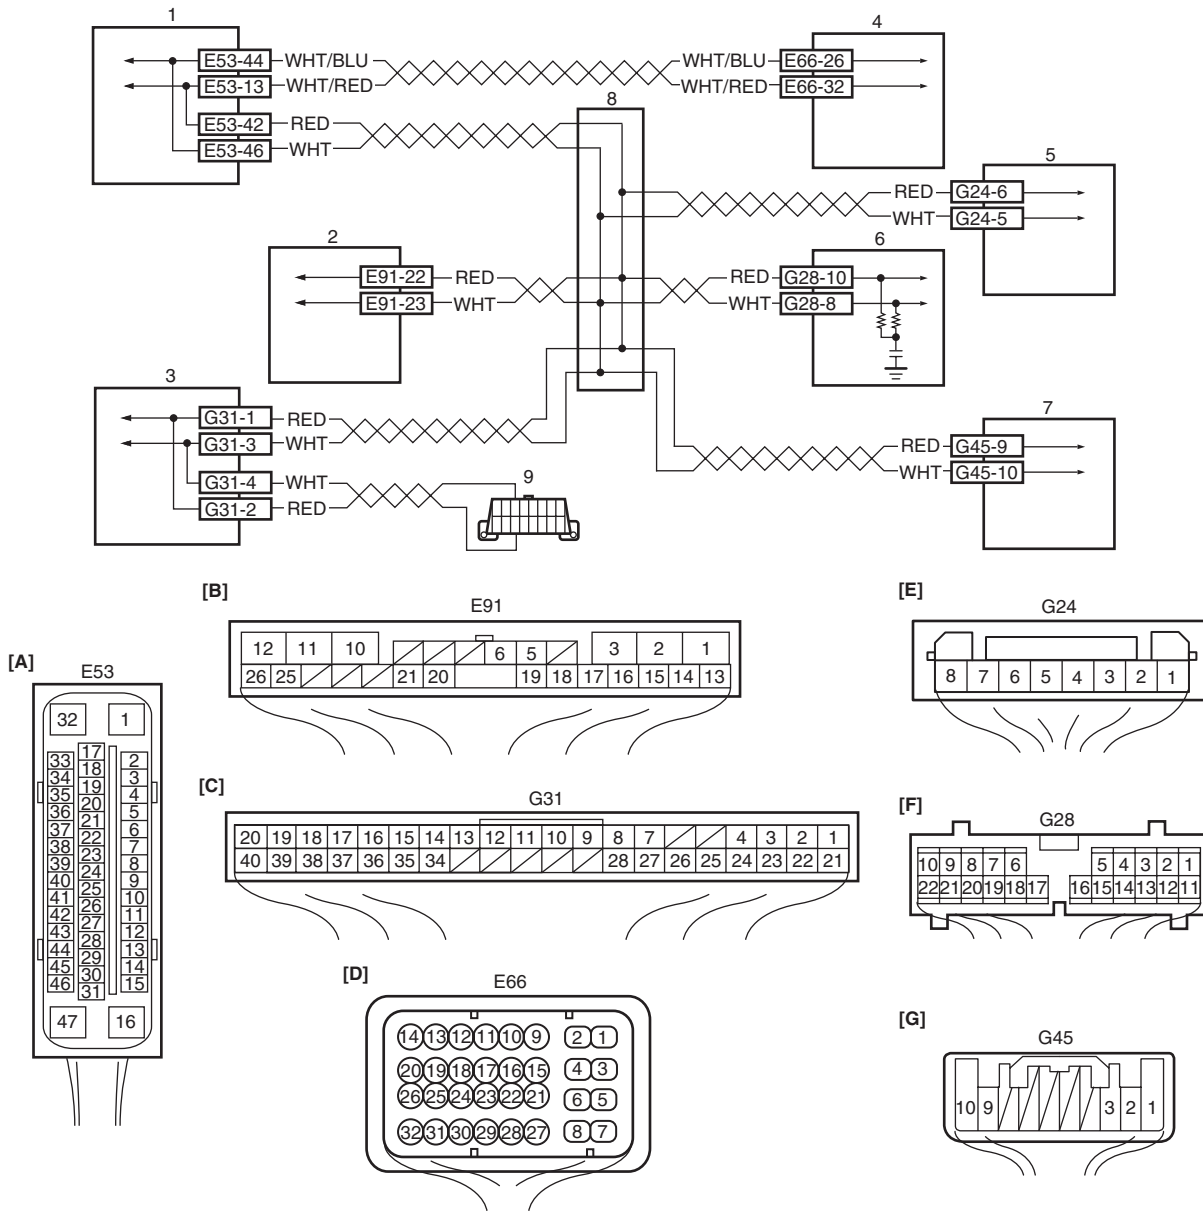 1
4
E53-44 WHT/BLU WHT/BLU E66-26
E53-13 WHT/RED WHT/RED E66-32
8
E53-42 RED
E53-46 WHT
5
RED G24-6
WHT G24-5
2
6
E91-22 RED RED G28-10
E91-23 WHT WHT G28-8
3
7
G31-1 RED
G31-3 WHT
RED G45-9
WHT G45-10
G31-4 WHT
G31-2 RED
9
[B]
E91
12 11 10 6 5 3 2 1
26 25 21 20 19 18 17 16 15 14 13
[E]
G24
8 7 6 5 4 3 2 1
[A]
E53
32 1
33 17 2
34 18 3
35 19 4
36 20 5
37 21 6
38 22 7
39 23 8
40 24 9
41 25 10
42 26 11
43 27 12
44 28 13
45 29 14
46 30 15
31
47 16
[C]
G31
20 19 18 17 16 15 14 13 12 11 10 9 8 7 4 3 2 1
40 39 38 37 36 35 34 28 27 26 25 24 23 22 21
[F]
G28
10 9 8 7 6 5 4 3 2 1
22 21 20 19 18 17 16 15 14 13 12 11
[D]
E66
14 13 12 11 10 9 2 1
20 19 18 17 16 15 4 3
26 25 24 23 22 21 6 5
32 31 30 29 28 27 8 7
[G]
G45
10 9 3 2 1